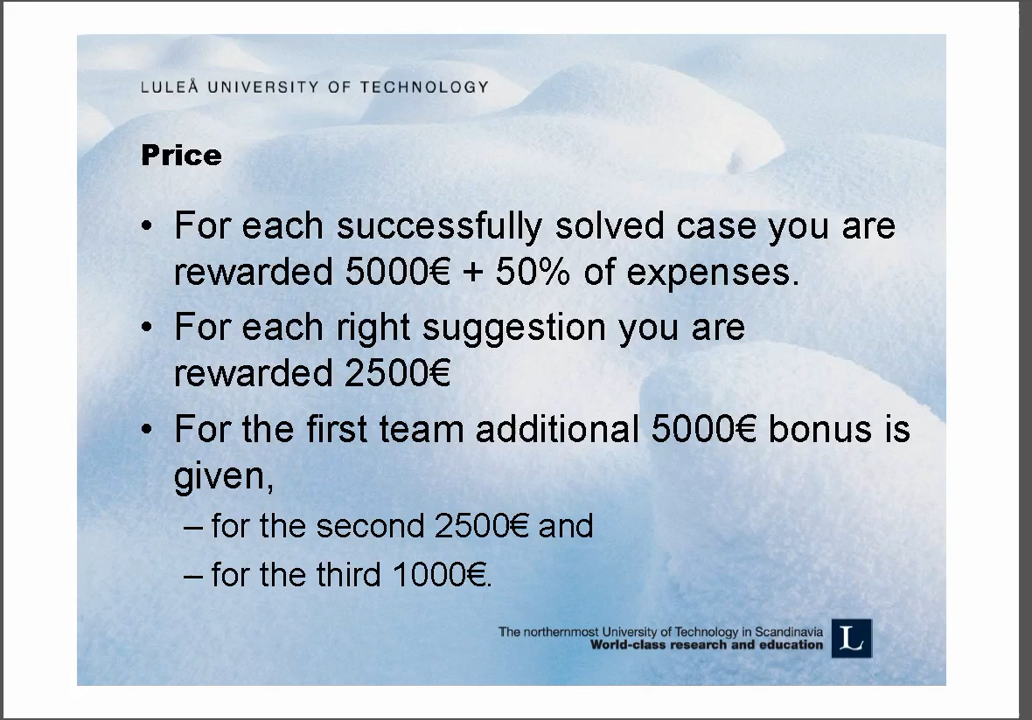 LULEÅ UNIVERSITY OF TECHNOLOGY
Price
• For each successfully solved case you are
rewarded 5000€ + 50% of expenses.
• For each right suggestion you are
rewarded 2500€
• For the first team additional 5000€ bonus is
given,
– for the second 2500€ and
– for the third 1000€.
The northernmost University of Technology in Scandinavia
World-class research and education
L